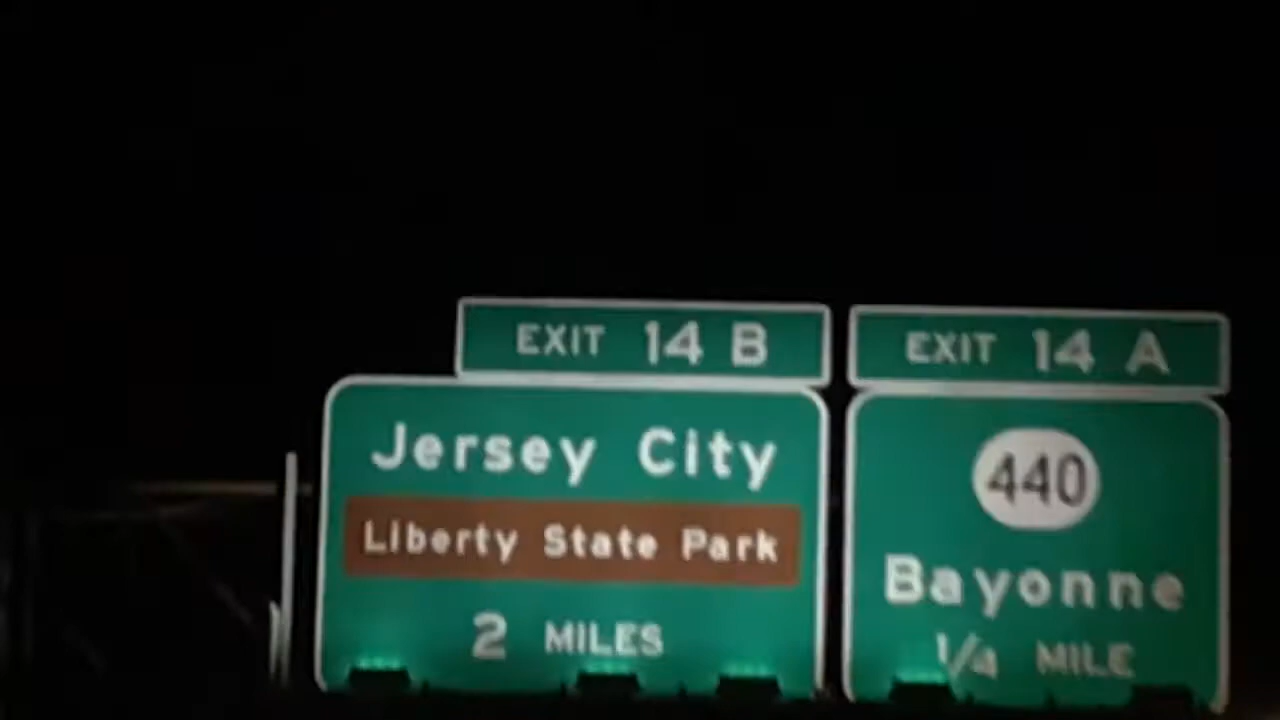 EXIT 14 B
Jersey City
Liberty State Park
2 MILES
EXIT 14 A
440
Bayonne
1/4 MILE